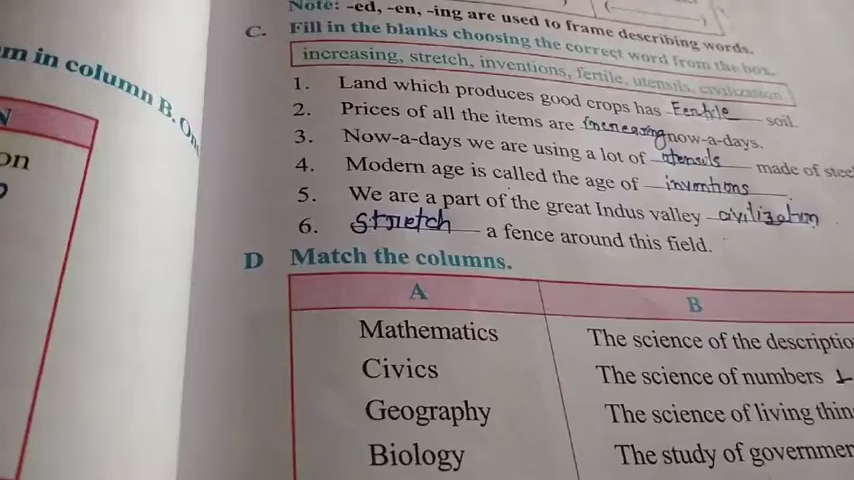 Note: -ed, -en, -ing are used to frame describing words.
C. Fill in the blanks choosing the correct word from the box.
increasing, stretch, inventions, fertile, utensils, civilization
1. Land which produces good crops has Fertile soil.
2. Prices of all the items are increasing now-a-days.
3. Now-a-days we are using a lot of utensuls made of steel
4. Modern age is called the age of inventions
5. We are a part of the great Indus valley civilization
6. Stretch a fence around this field.
D Match the columns.
A B
Mathematics The science of the descriptio
Civics The science of numbers
Geography The science of living thin
Biology The study of governmen
m in column B. On
N
on